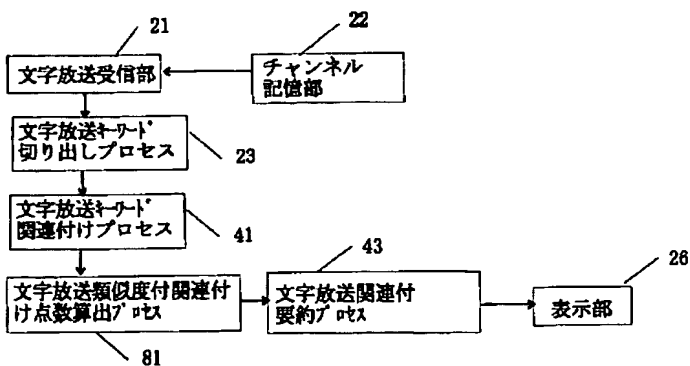 21
22
文字放送受信部
チャンネル
記憶部
文字放送ｷｰﾜｰﾄﾞ
切り出しプロセス
23
文字放送ｷｰﾜｰﾄﾞ
関連付けプロセス
41
文字放送類似度付関連付
け点数算出ﾌﾟﾛｾｽ
81
43
文字放送関連付
要約ﾌﾟﾛｾｽ
26
表示部